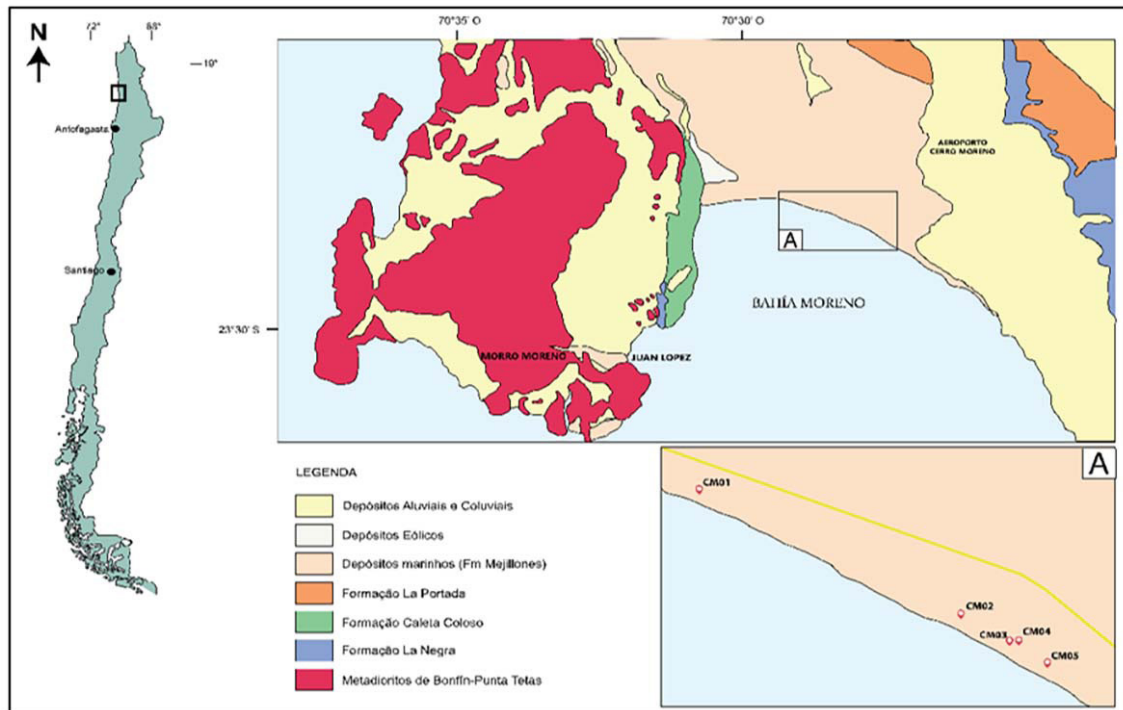 N
72°
68°
19°
Antofagasta
Santiago
70°35' O
70°30' O
23°30' S
AEROPORTO
CERRO MORENO
A
BAHÍA MORENO
MORRO MORENO
JUAN LOPEZ
LEGENDA
Depósitos Aluviais e Coluviais
Depósitos Eólicos
Depósitos marinhos (Fm Mejillones)
Formação La Portada
Formação Caleta Coloso
Formação La Negra
Metadioritos de Bonfín-Punta Tetas
A
CM01
CM02
CM03
CM04
CM05